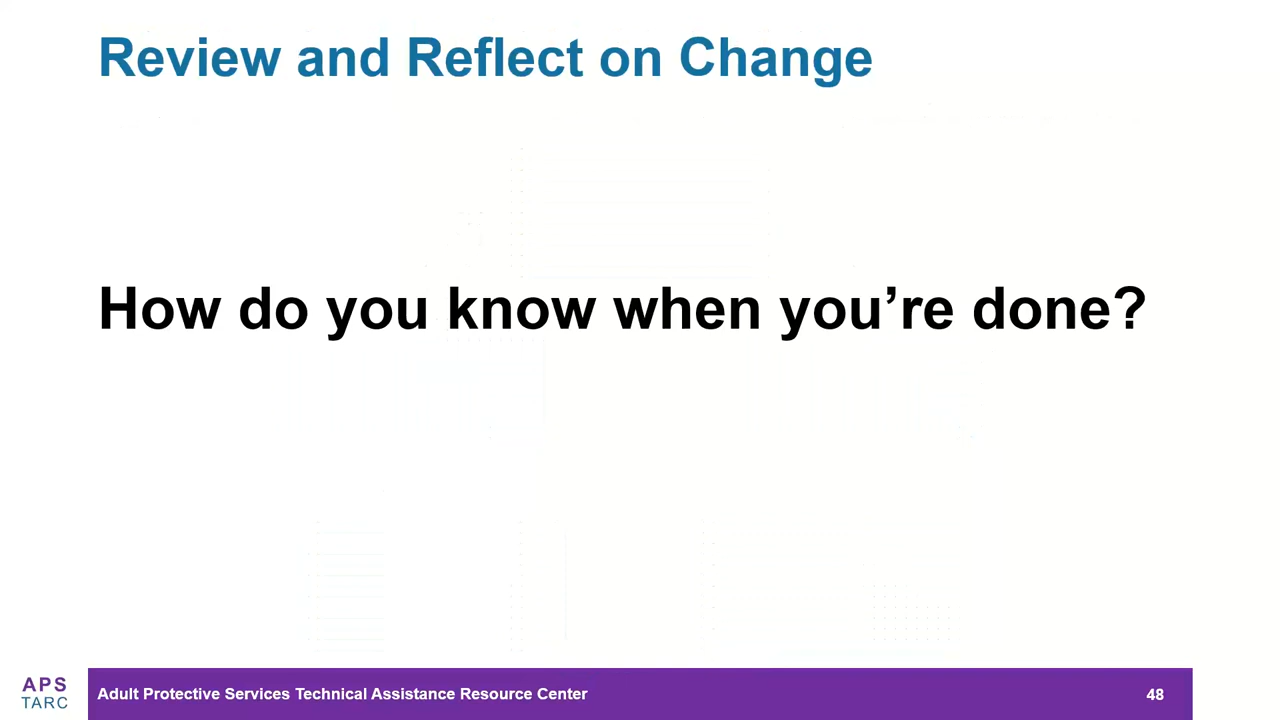 Review and Reflect on Change
How do you know when you’re done?
APS
TARC
Adult Protective Services Technical Assistance Resource Center
48